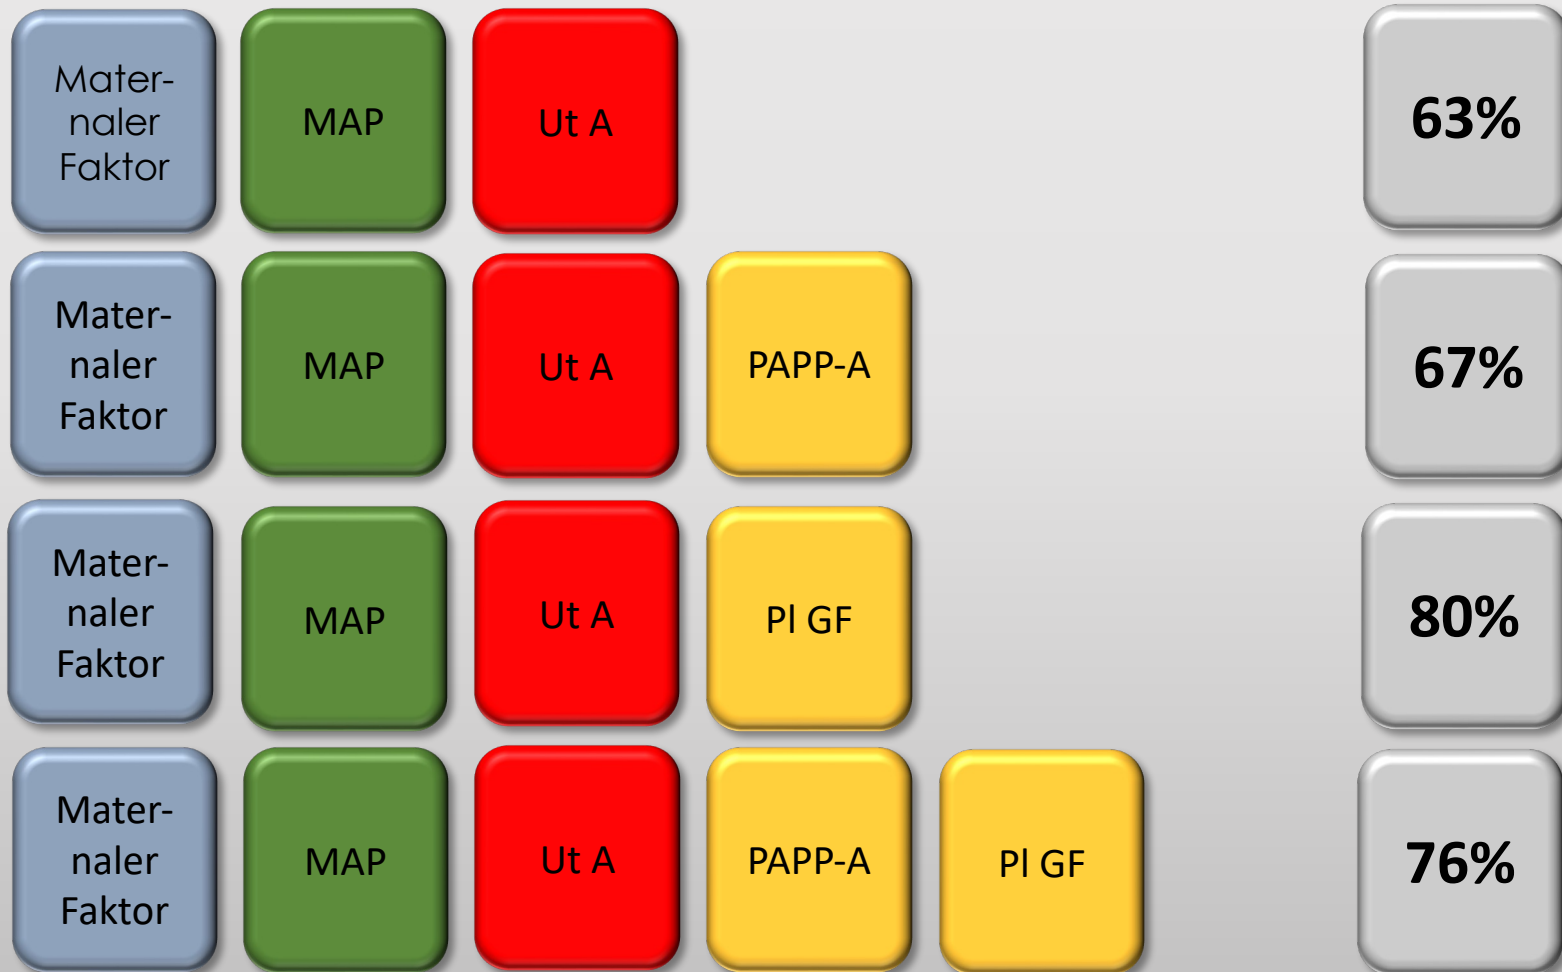 Mater-
naler
Faktor
MAP
Ut A
63%
Mater-
naler
Faktor
MAP
Ut A
PAPP-A
67%
Mater-
naler
Faktor
MAP
Ut A
Pl GF
80%
Mater-
naler
Faktor
MAP
Ut A
PAPP-A
Pl GF
76%